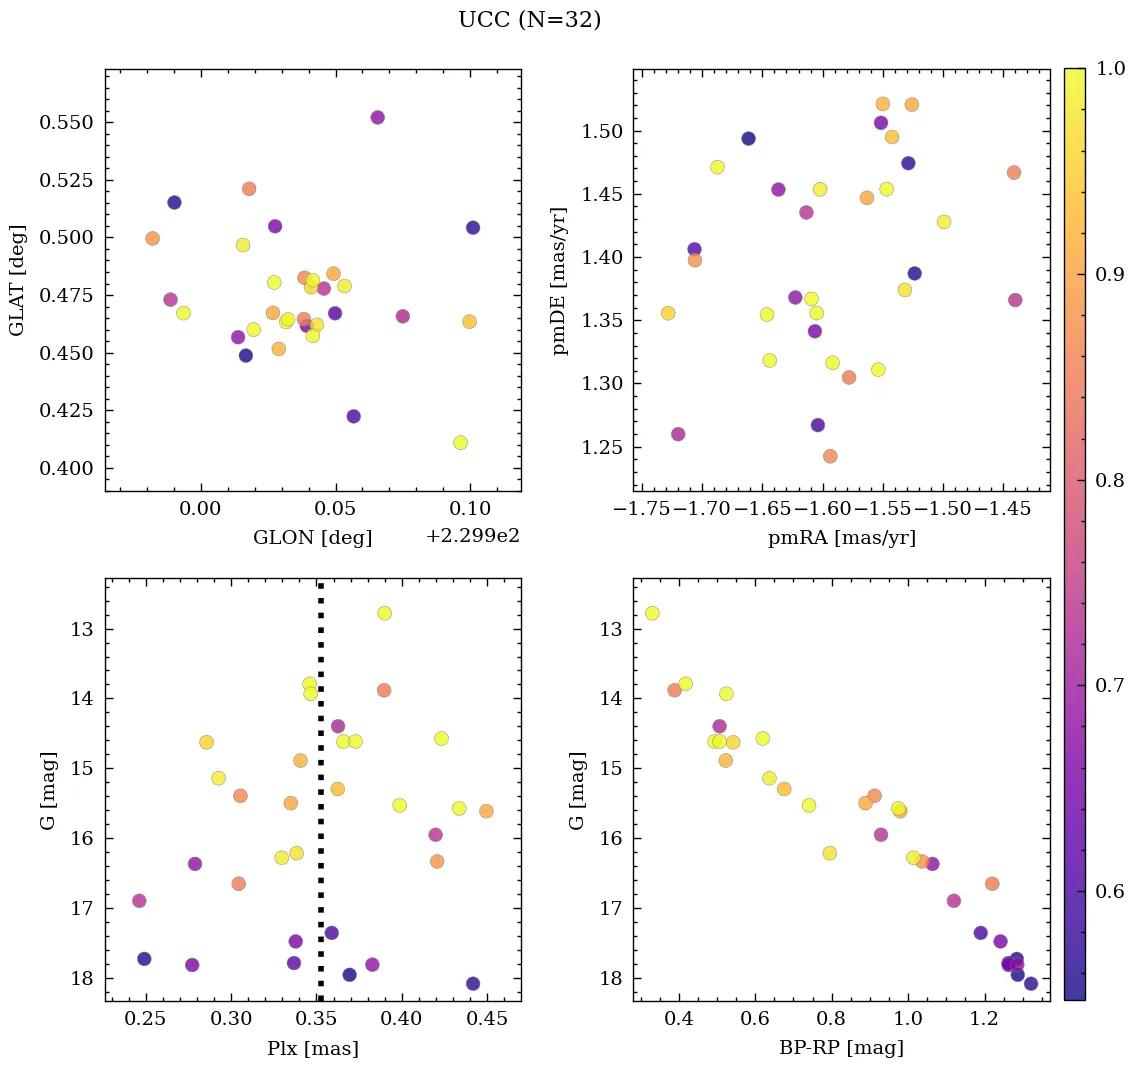 UCC (N=32)
0.550
0.525
0.500
0.475
0.450
0.425
0.400
GLAT [deg]
0.00 0.05 0.10
GLON [deg]
+2.299e2
1.50
1.45
1.40
1.35
1.30
1.25
pmDE [mas/yr]
−1.75 −1.70 −1.65 −1.60 −1.55 −1.50 −1.45
pmRA [mas/yr]
1.0
0.9
0.8
0.7
0.6
13
14
15
16
17
18
G [mag]
0.25 0.30 0.35 0.40 0.45
Plx [mas]
13
14
15
16
17
18
G [mag]
0.4 0.6 0.8 1.0 1.2
BP-RP [mag]